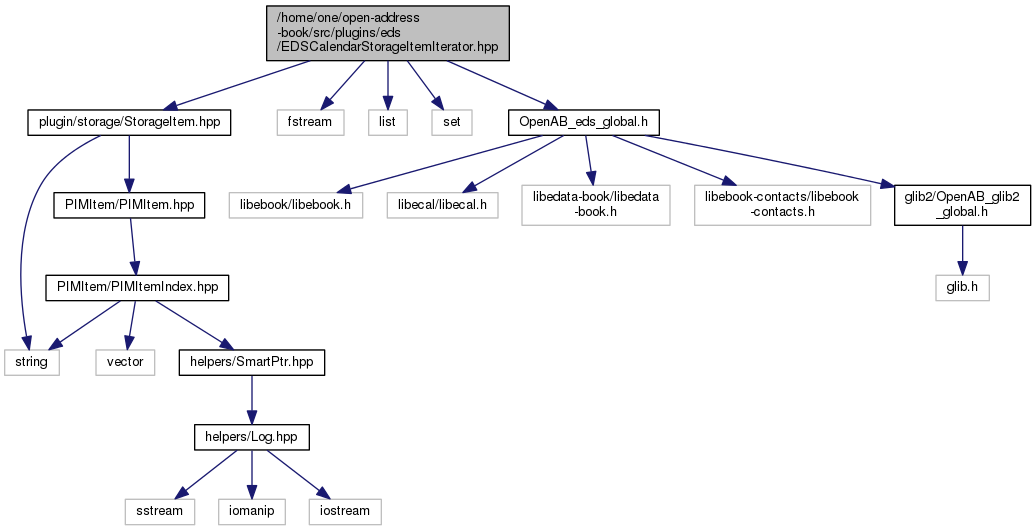 /home/one/open-address
-book/src/plugins/eds
/EDSCalendarStorageItemIterator.hpp
plugin/storage/StorageItem.hpp
fstream
list
set
OpenAB_eds_global.h
PIMItem/PIMItem.hpp
libebook/libebook.h
libecal/libecal.h
libedata-book/libedata
-book.h
libebook-contacts/libebook
-contacts.h
glib2/OpenAB_glib2
_global.h
PIMItem/PIMItemIndex.hpp
glib.h
string
vector
helpers/SmartPtr.hpp
helpers/Log.hpp
sstream
iomanip
iostream